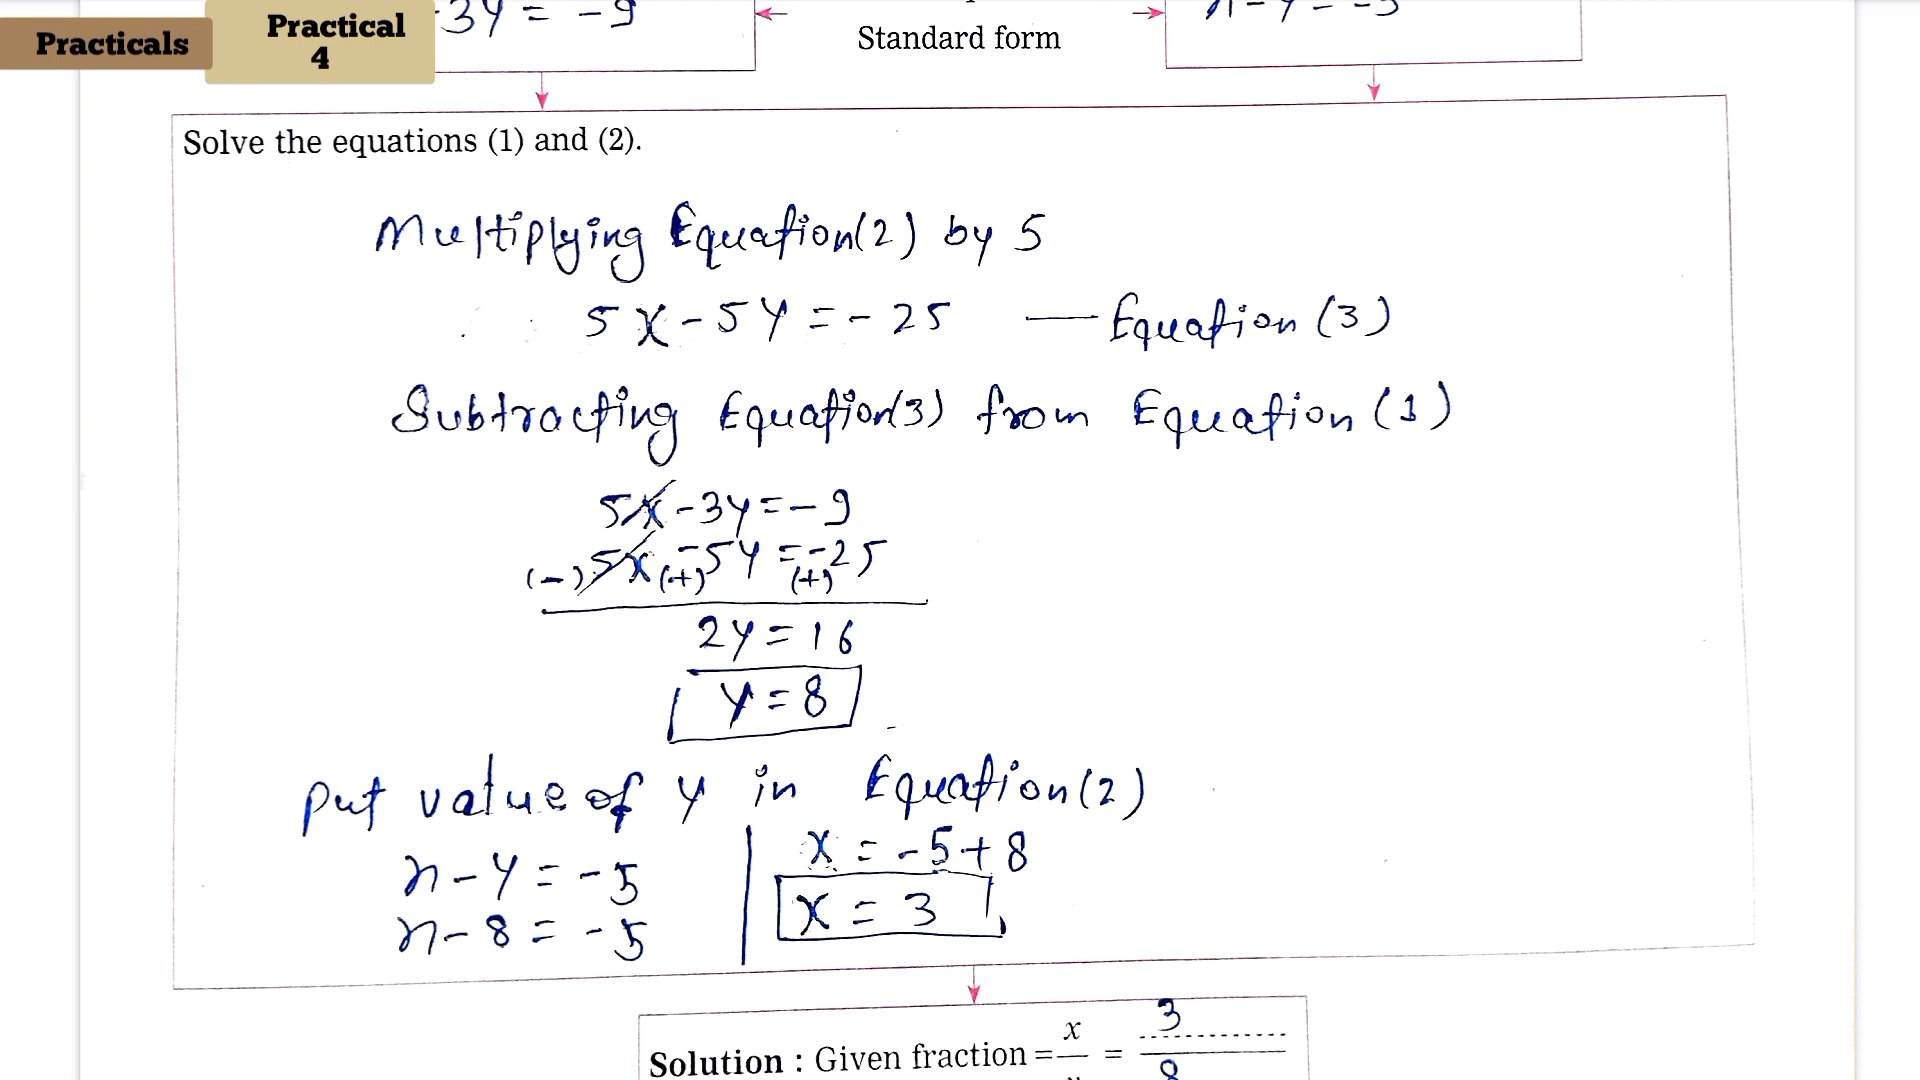 Practicals
Practical
4
3y = -9
Standard form
x - y = -5
Solve the equations (1) and (2).
Multiplying Equation(2) by 5
5x - 5y = -25 — Equation (3)
Subtracting Equation(3) from Equation (1)
5x - 3y = -9
(-) 5x (+) -5y = (+) -25
2y = 16
y = 8
Put value of y in Equation(2)
x - y = -5
x - 8 = -5
x = -5 + 8
x = 3
Solution : Given fraction = x/y = 3/8